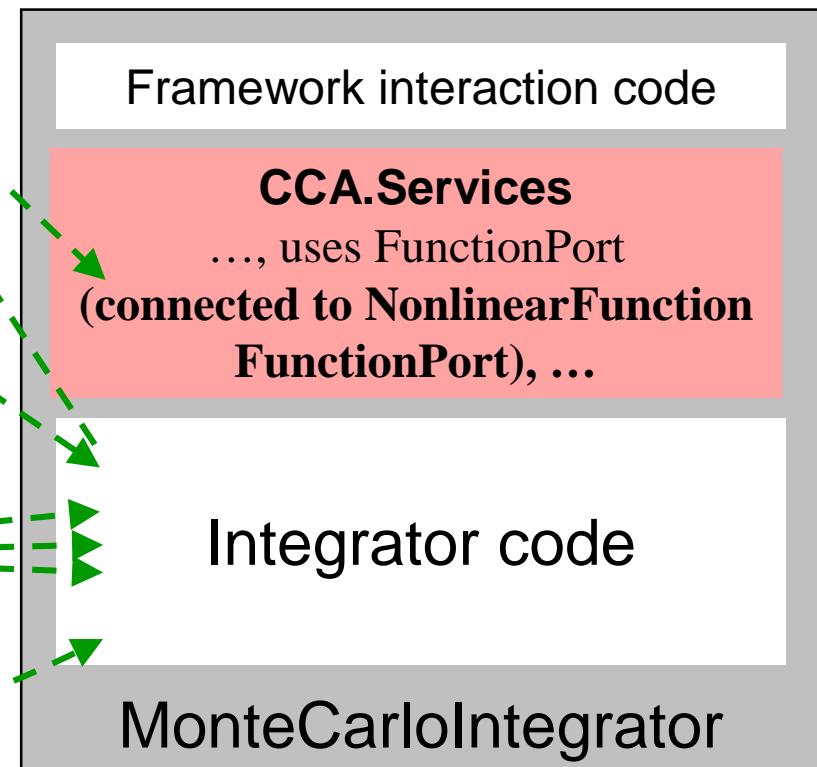 Framework interaction code
CCA.Services
…, uses FunctionPort
(connected to NonlinearFunction
FunctionPort), …
Integrator code
MonteCarloIntegrator